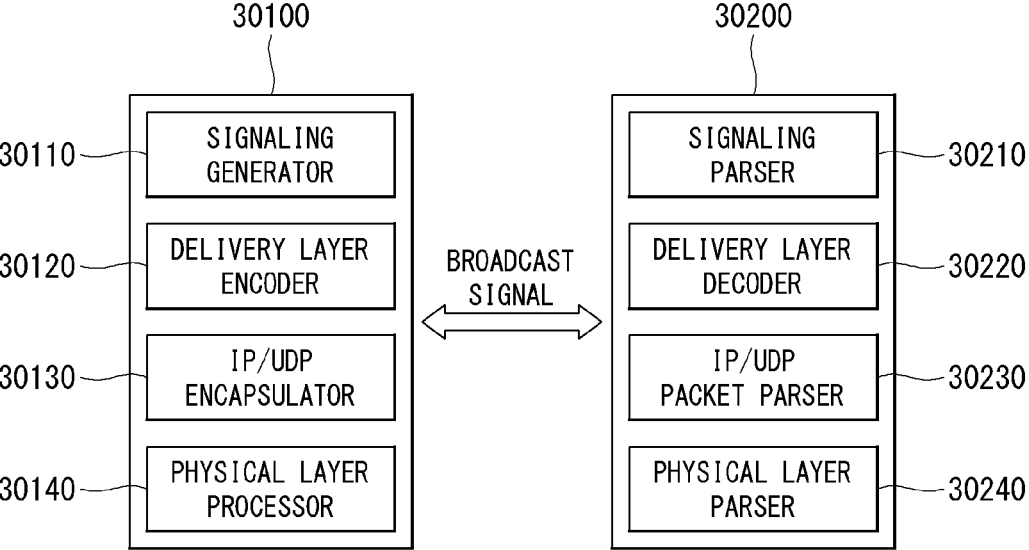 30100
30200
30110
SIGNALING
GENERATOR
SIGNALING
PARSER
30210
30120
DELIVERY LAYER
ENCODER
BROADCAST
SIGNAL
DELIVERY LAYER
DECODER
30220
30130
IP/UDP
ENCAPSULATOR
IP/UDP
PACKET PARSER
30230
30140
PHYSICAL LAYER
PROCESSOR
PHYSICAL LAYER
PARSER
30240